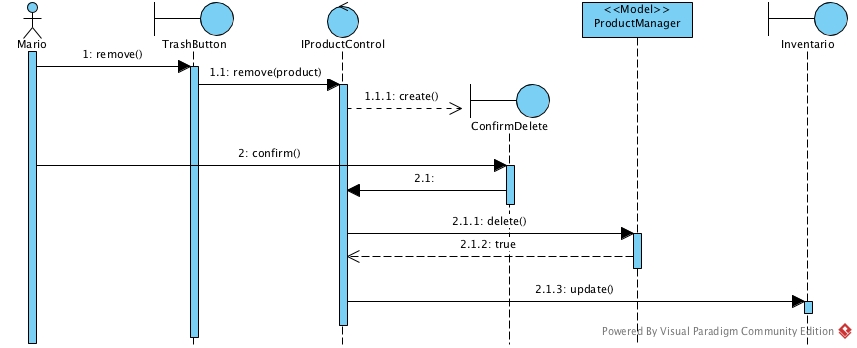 <<Model>>
ProductManager
Mario
TrashButton
IProductControl
Inventario
1: remove()
1.1: remove(product)
1.1.1: create()
ConfirmDelete
2: confirm()
2.1:
2.1.1: delete()
2.1.2: true
2.1.3: update()
Powered By Visual Paradigm Community Edition